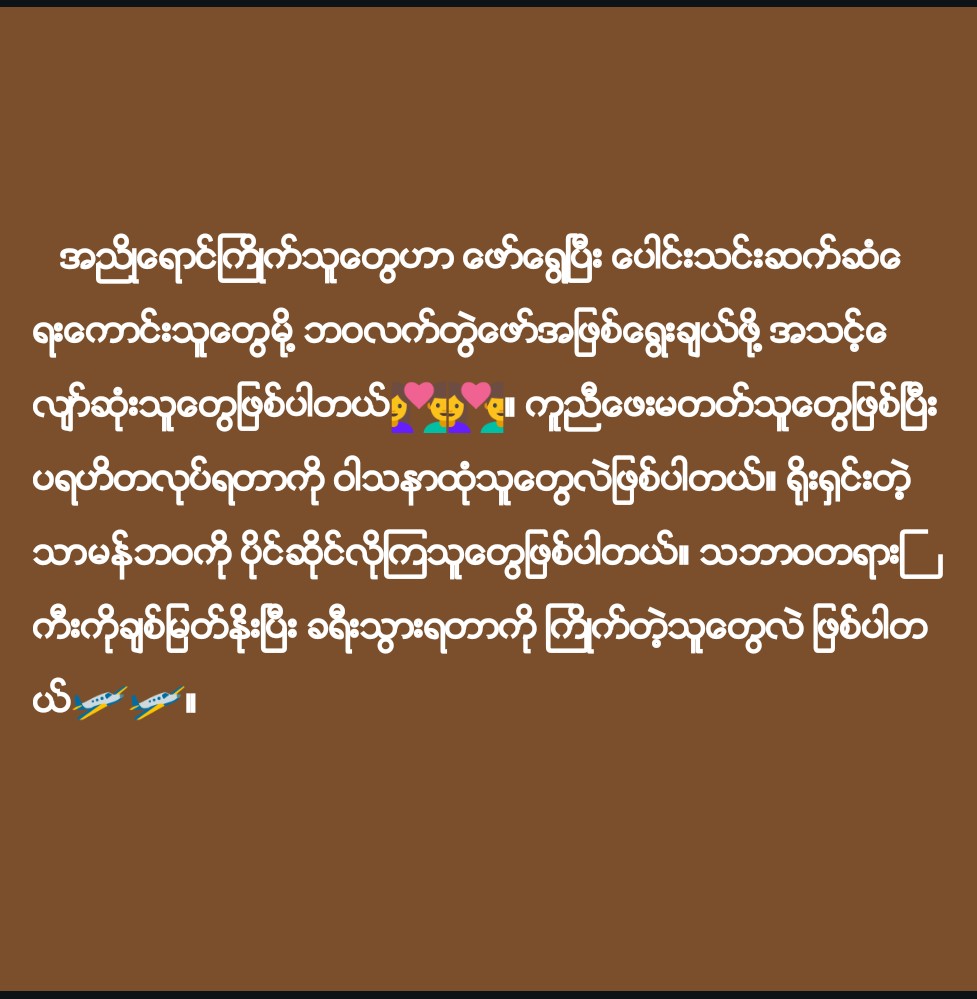 အညိုရောင်ကြိုက်သူတွေဟာ ဖော်ရွေပြီး ပေါင်းသင်းဆက်ဆံေ
ရးကောင်းသူတွေမို့ ဘဝလက်တွဲဖော်အဖြစ်ရွေးချယ်ဖို့ အသင့်ေ
လျာ်ဆုံးသူတွေဖြစ်ပါတယ်💇💇။ ကူညီဖေးမတတ်သူတွေဖြစ်ပြီး
ပရဟိတလုပ်ရတာကို ဝါသနာထုံသူတွေလဲဖြစ်ပါတယ်။ ရိုးရှင်းတဲ့
သာမန်ဘဝကို ပိုင်ဆိုင်လိုကြသူတွေဖြစ်ပါတယ်။ သဘာဝတရားြ
ကီးကိုချစ်မြတ်နိုးပြီး ခရီးသွားရတာကို ကြိုက်တဲ့သူတွေလဲ ဖြစ်ပါတ
ယ်🛩🛩။